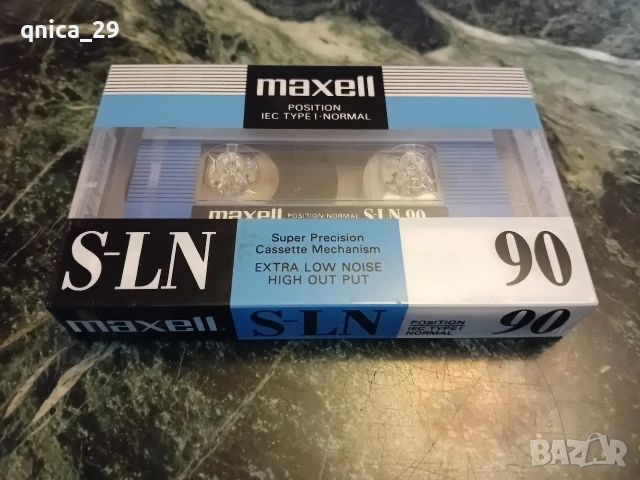 qnica_29
maxell
POSITION
IEC TYPE I · NORMAL
maxell POSITION NORMAL S-LN 90
S-LN
Super Precision
Cassette Mechanism
EXTRA LOW NOISE
HIGH OUT PUT
90
maxell
S-LN
POSITION
IEC TYPE I
NORMAL
90
BAZAR